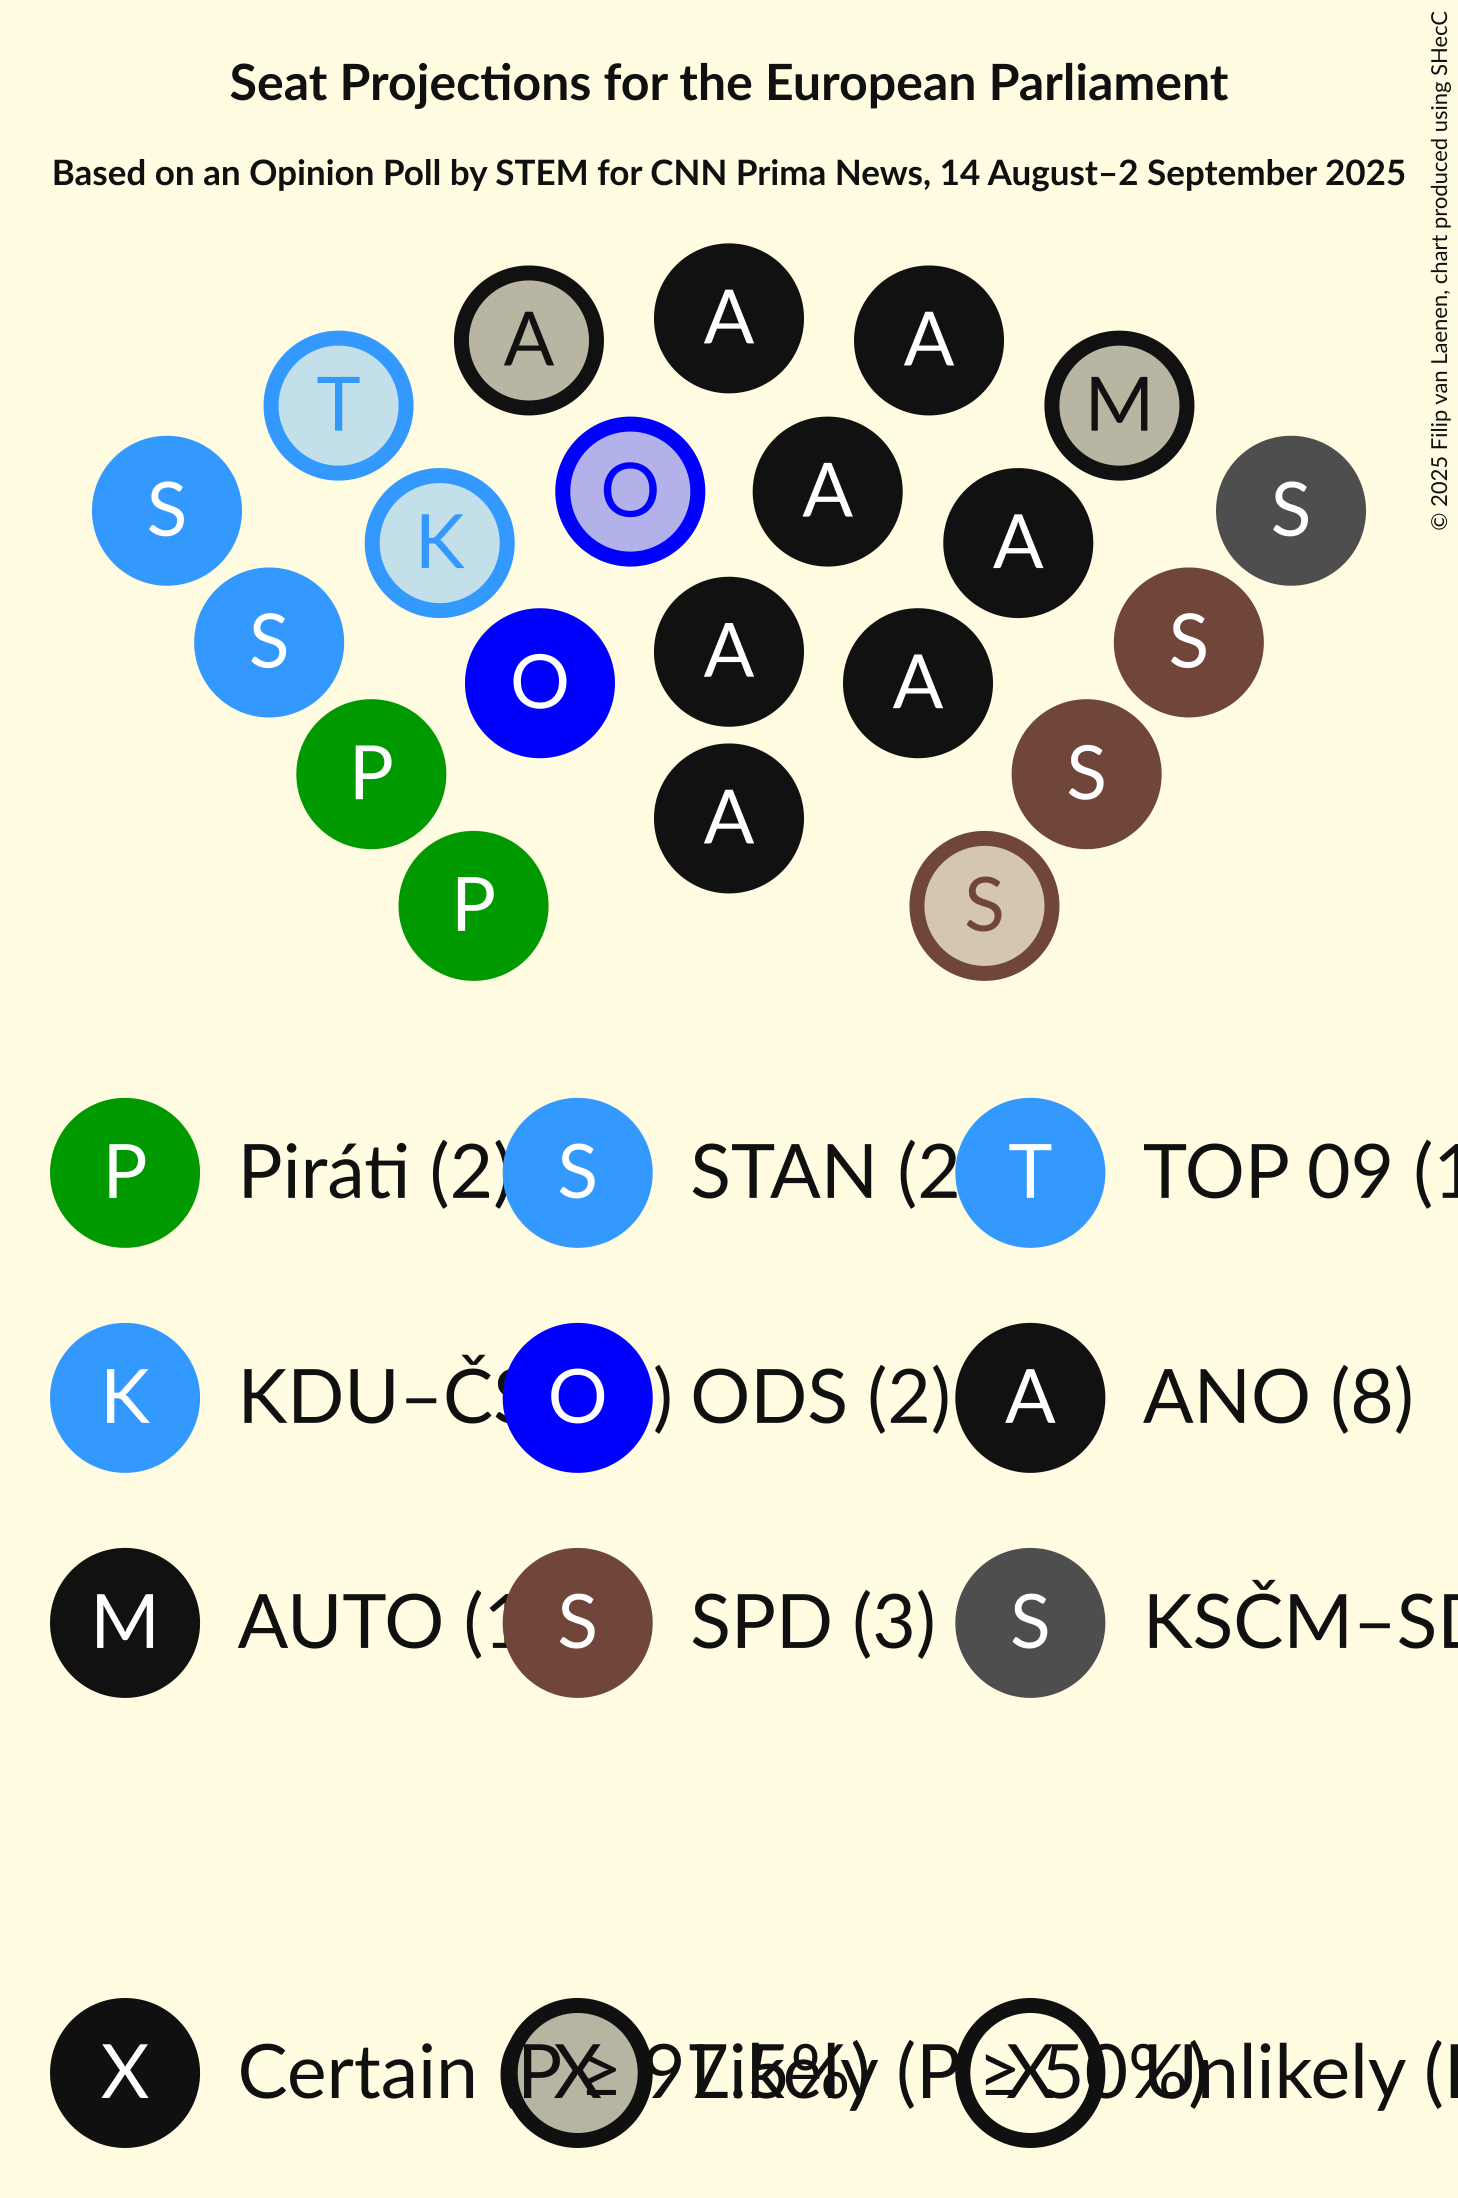 Seat Projections for the European Parliament
Based on an Opinion Poll by STEM for CNN Prima News, 14 August–2 September 2025
© 2025 Filip van Laenen, chart produced using SHecC
A
A A
T M
S O A S
K A
S A S
O A
P S
A
P S
P Piráti (2) S STAN (2 T TOP 09 (1
K KDU–ČS ) O ODS (2) A ANO (8)
M AUTO (1 S SPD (3) S KSČM–SD
X Certain (P ≥ 97.5%) X Likely (P ≥ 50%) X Unlikely (